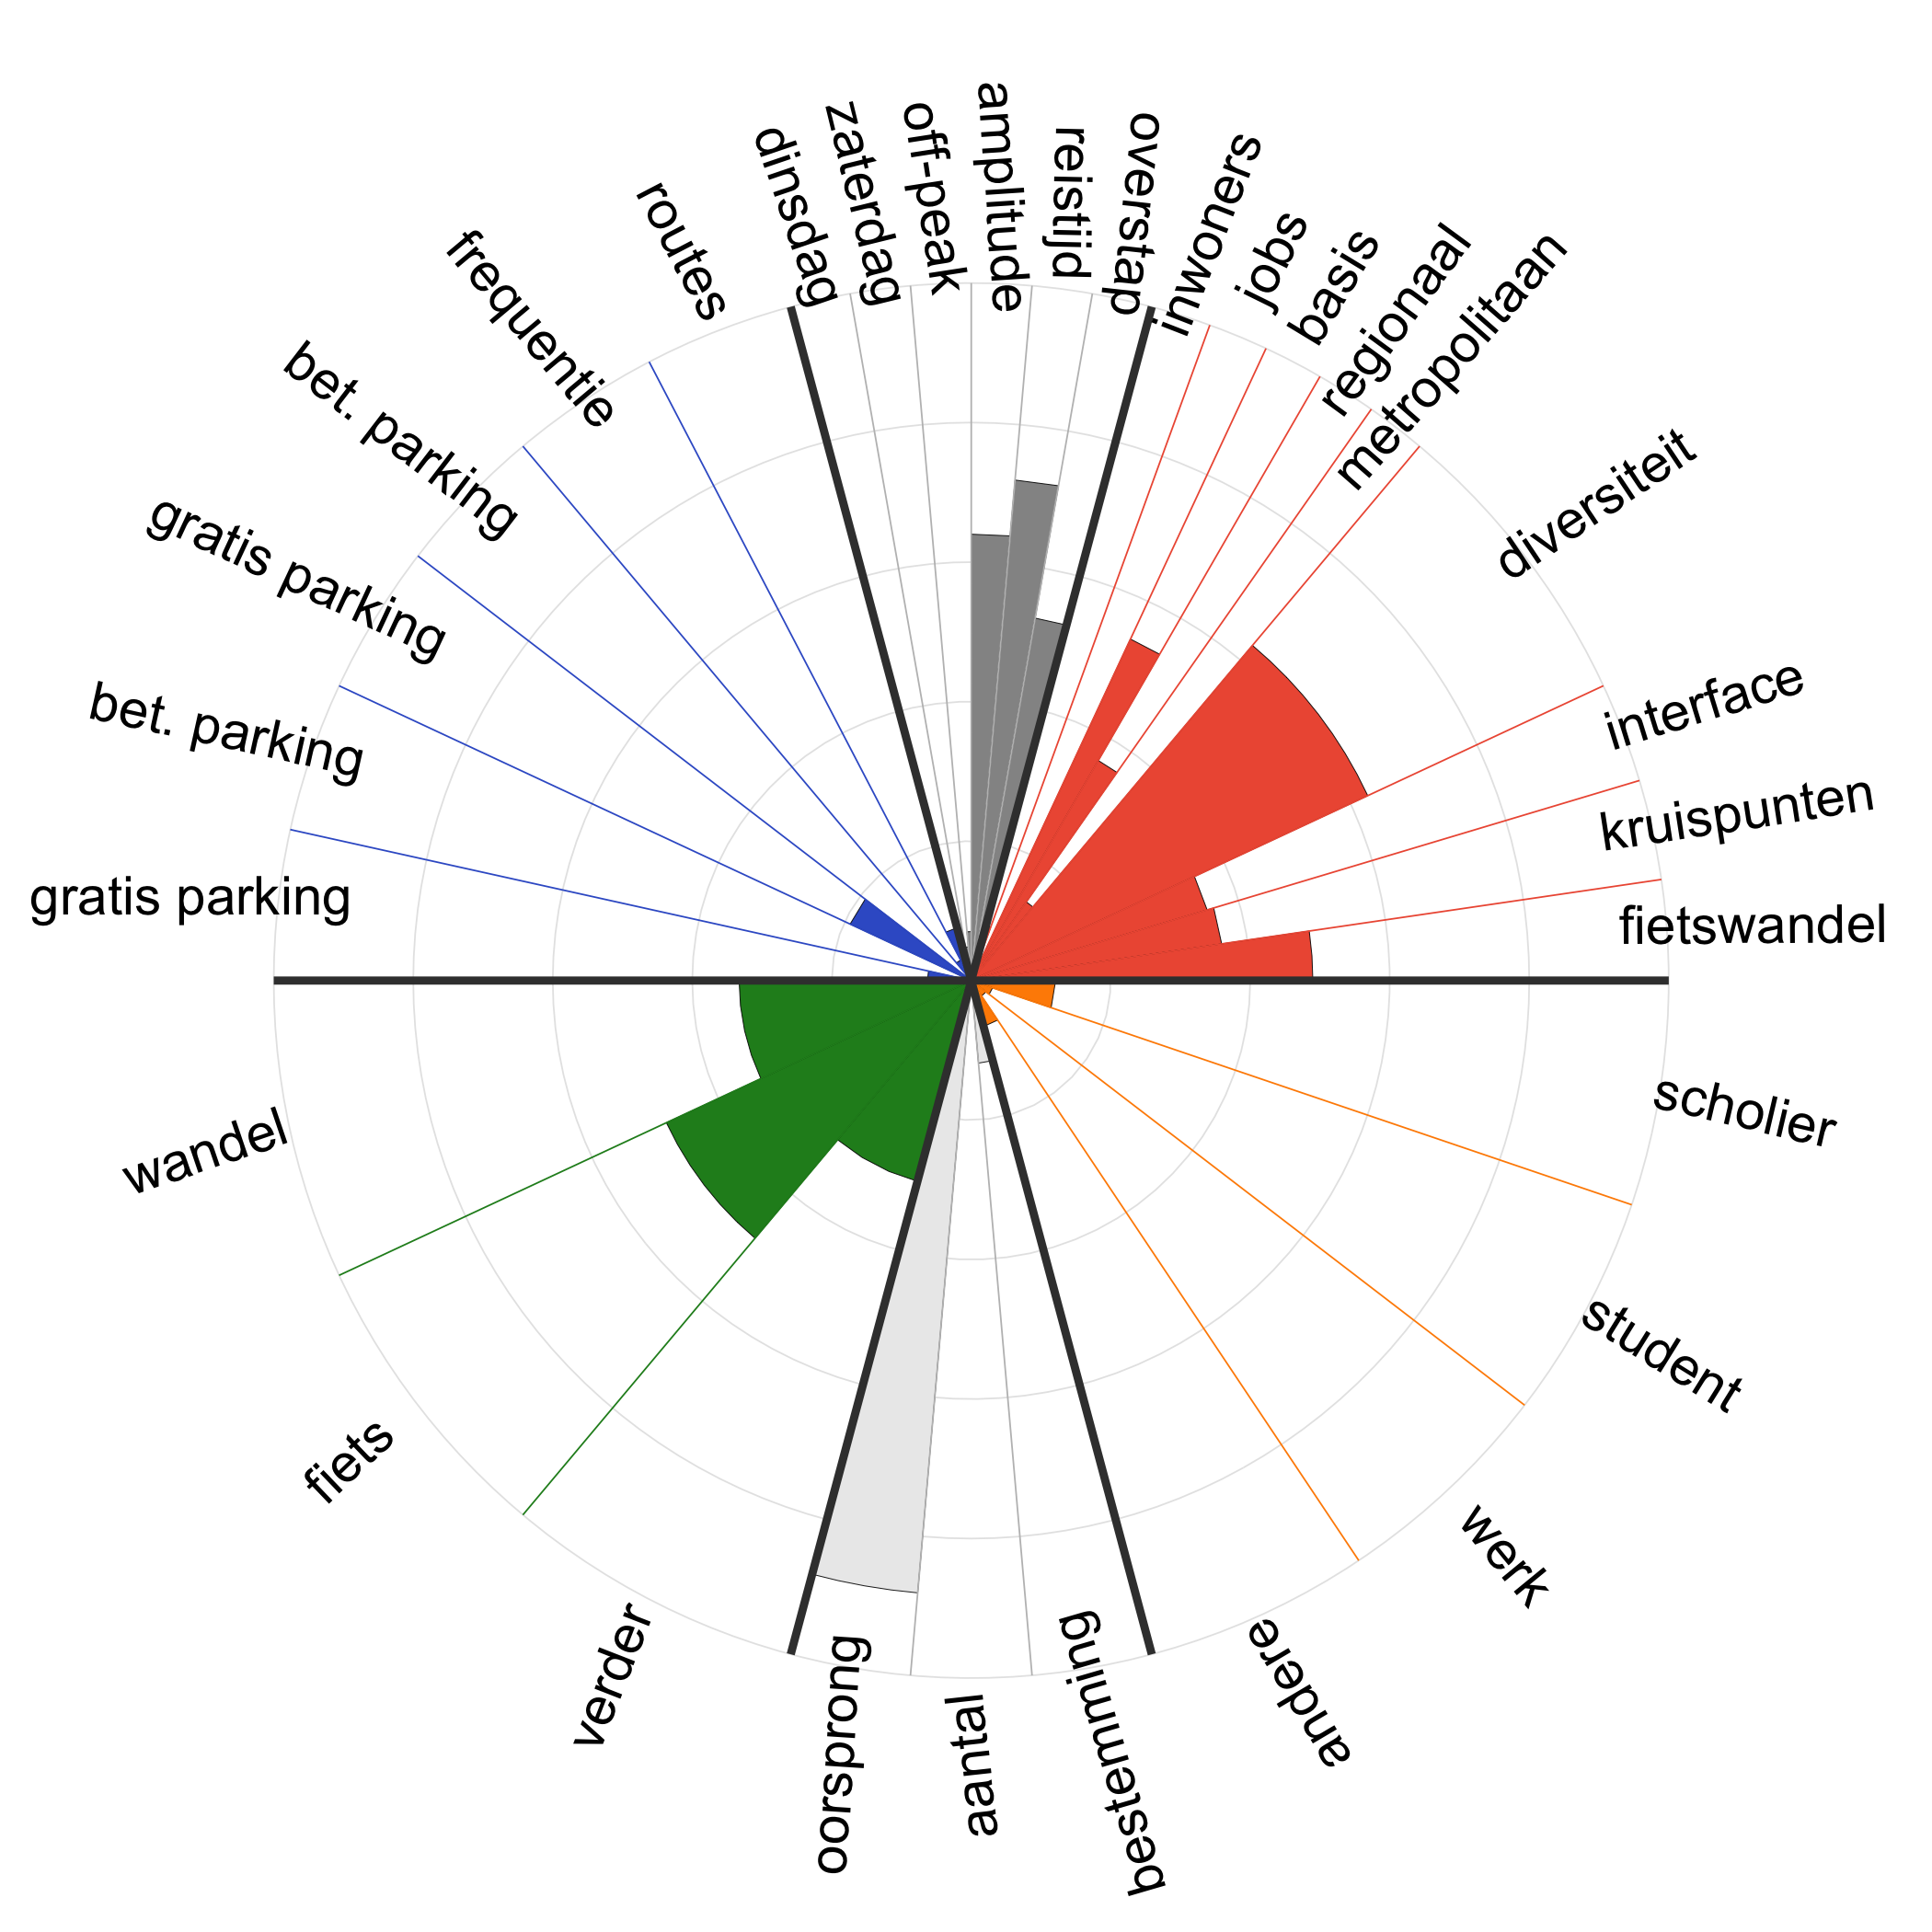 dinsdag
zaterdag
off-peak
amplitude
reistijd
overstap
inwoners
jobs
basis
regionaal
metropolitaan
diversiteit
interface
kruispunten
fietswandel
scholier
student
werk
andere
bestemming
aantal
oorsprong
verder
fiets
wandel
gratis parking
bet. parking
gratis parking
bet. parking
frequentie
routes